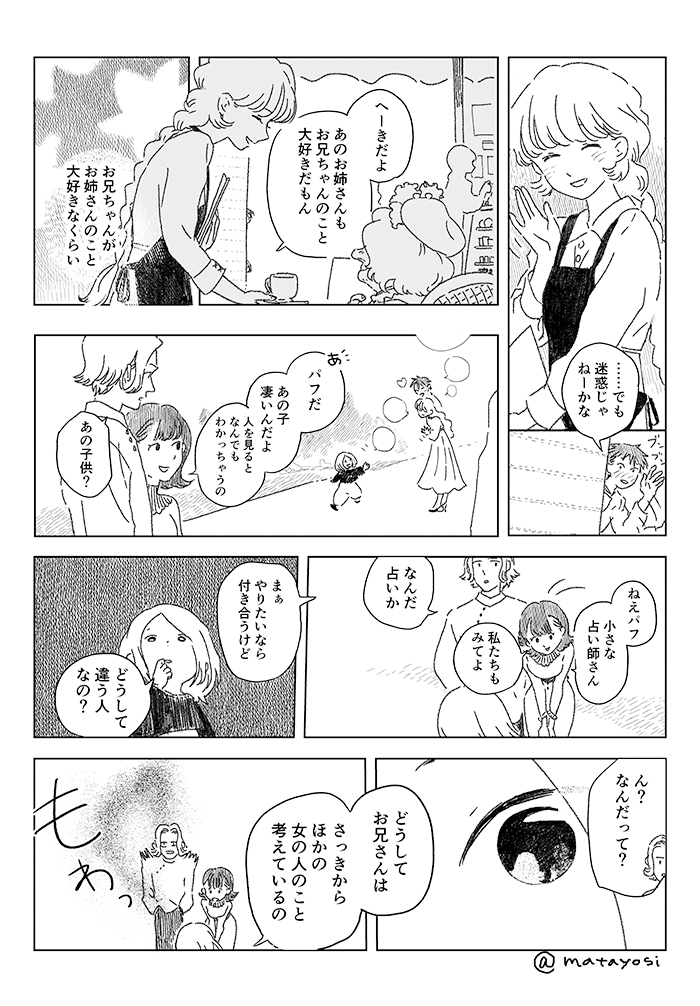 ……でも
迷惑じゃ
ねーかな
ブン
ブン
へーきだよ
あのお姉さんも
お兄ちゃんのこと
大好きだもん
お兄ちゃんが
お姉さんのこと
大好きなくらい
あ
パフだ
あの子
凄いんだよ
人を見ると
なんでも
わかっちゃうの
あの子供?
ねえパフ
小さな
占い師さん
私たちも
みてよ
なんだ
占いか
まぁ
やりたいなら
付き合うけど
どうして
違う人
なの?
ん?
なんだって?
どうして
お兄さんは
さっきから
ほかの
女の人のこと
考えているの
もわっ
@matayosi